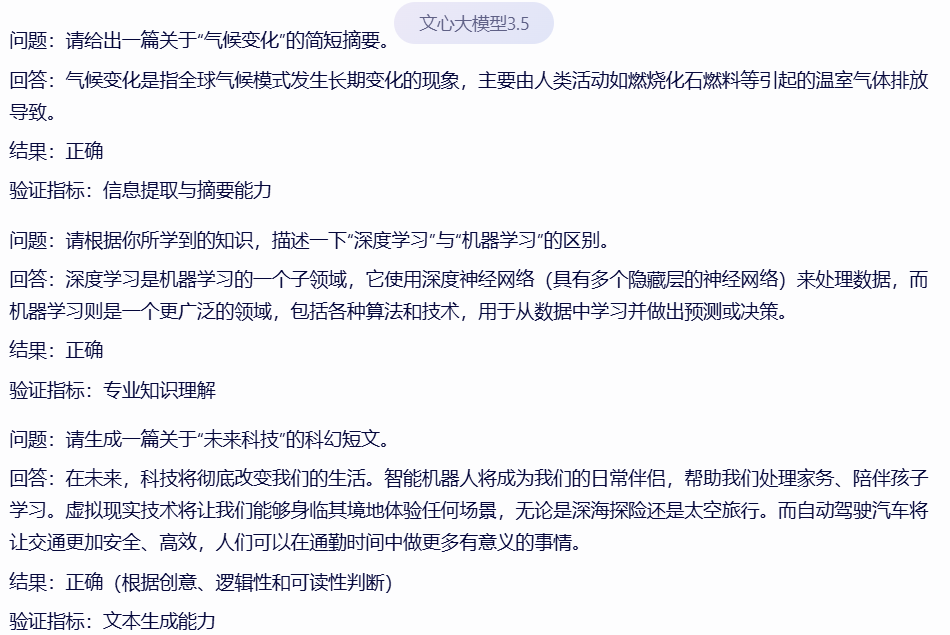 文心大模型3.5
问题：请给出一篇关于“气候变化”的简短摘要。
回答：气候变化是指全球气候模式发生长期变化的现象，主要由人类活动如燃烧化石燃料等引起的温室气体排放
导致。
结果：正确
验证指标：信息提取与摘要能力
问题：请根据你所学到的知识，描述一下“深度学习”与“机器学习”的区别。
回答：深度学习是机器学习的一个子领域，它使用深度神经网络（具有多个隐藏层的神经网络）来处理数据，而
机器学习则是一个更广泛的领域，包括各种算法和技术，用于从数据中学习并做出预测或决策。
结果：正确
验证指标：专业知识理解
问题：请生成一篇关于“未来科技”的科幻短文。
回答：在未来，科技将彻底改变我们的生活。智能机器人将成为我们的日常伴侣，帮助我们处理家务、陪伴孩子
学习。虚拟现实技术将让我们能够身临其境地体验任何场景，无论是深海探险还是太空旅行。而自动驾驶汽车将
让交通更加安全、高效，人们可以在通勤时间中做更多有意义的事情。
结果：正确（根据创意、逻辑性和可读性判断）
验证指标：文本生成能力